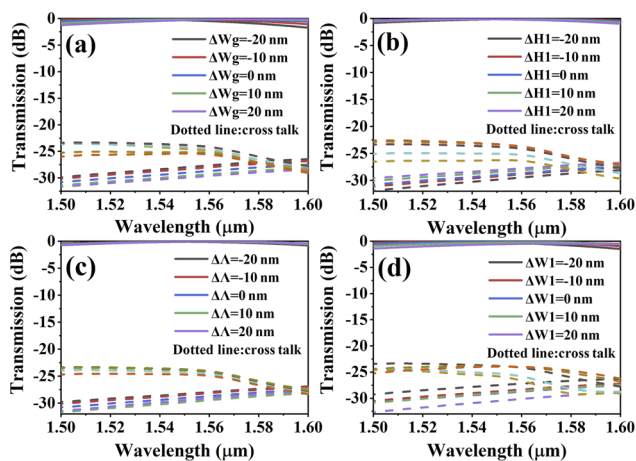 (a)
Transmission (dB)
0
-5
-10
-15
-20
-25
-30
ΔWg=-20 nm
ΔWg=-10 nm
ΔWg=0 nm
ΔWg=10 nm
ΔWg=20 nm
Dotted line:cross talk
1.50 1.52 1.54 1.56 1.58 1.60
Wavelength (μm)
(b)
Transmission (dB)
0
-5
-10
-15
-20
-25
-30
ΔH1=-20 nm
ΔH1=-10 nm
ΔH1=0 nm
ΔH1=10 nm
ΔH1=20 nm
Dotted line:cross talk
1.50 1.52 1.54 1.56 1.58 1.60
Wavelength (μm)
(c)
Transmission (dB)
0
-5
-10
-15
-20
-25
-30
ΔΛ=-20 nm
ΔΛ=-10 nm
ΔΛ=0 nm
ΔΛ=10 nm
ΔΛ=20 nm
Dotted line:cross talk
1.50 1.52 1.54 1.56 1.58 1.60
Wavelength (μm)
(d)
Transmission (dB)
0
-5
-10
-15
-20
-25
-30
ΔW1=-20 nm
ΔW1=-10 nm
ΔW1=0 nm
ΔW1=10 nm
ΔW1=20 nm
Dotted line:cross talk
1.50 1.52 1.54 1.56 1.58 1.60
Wavelength (μm)